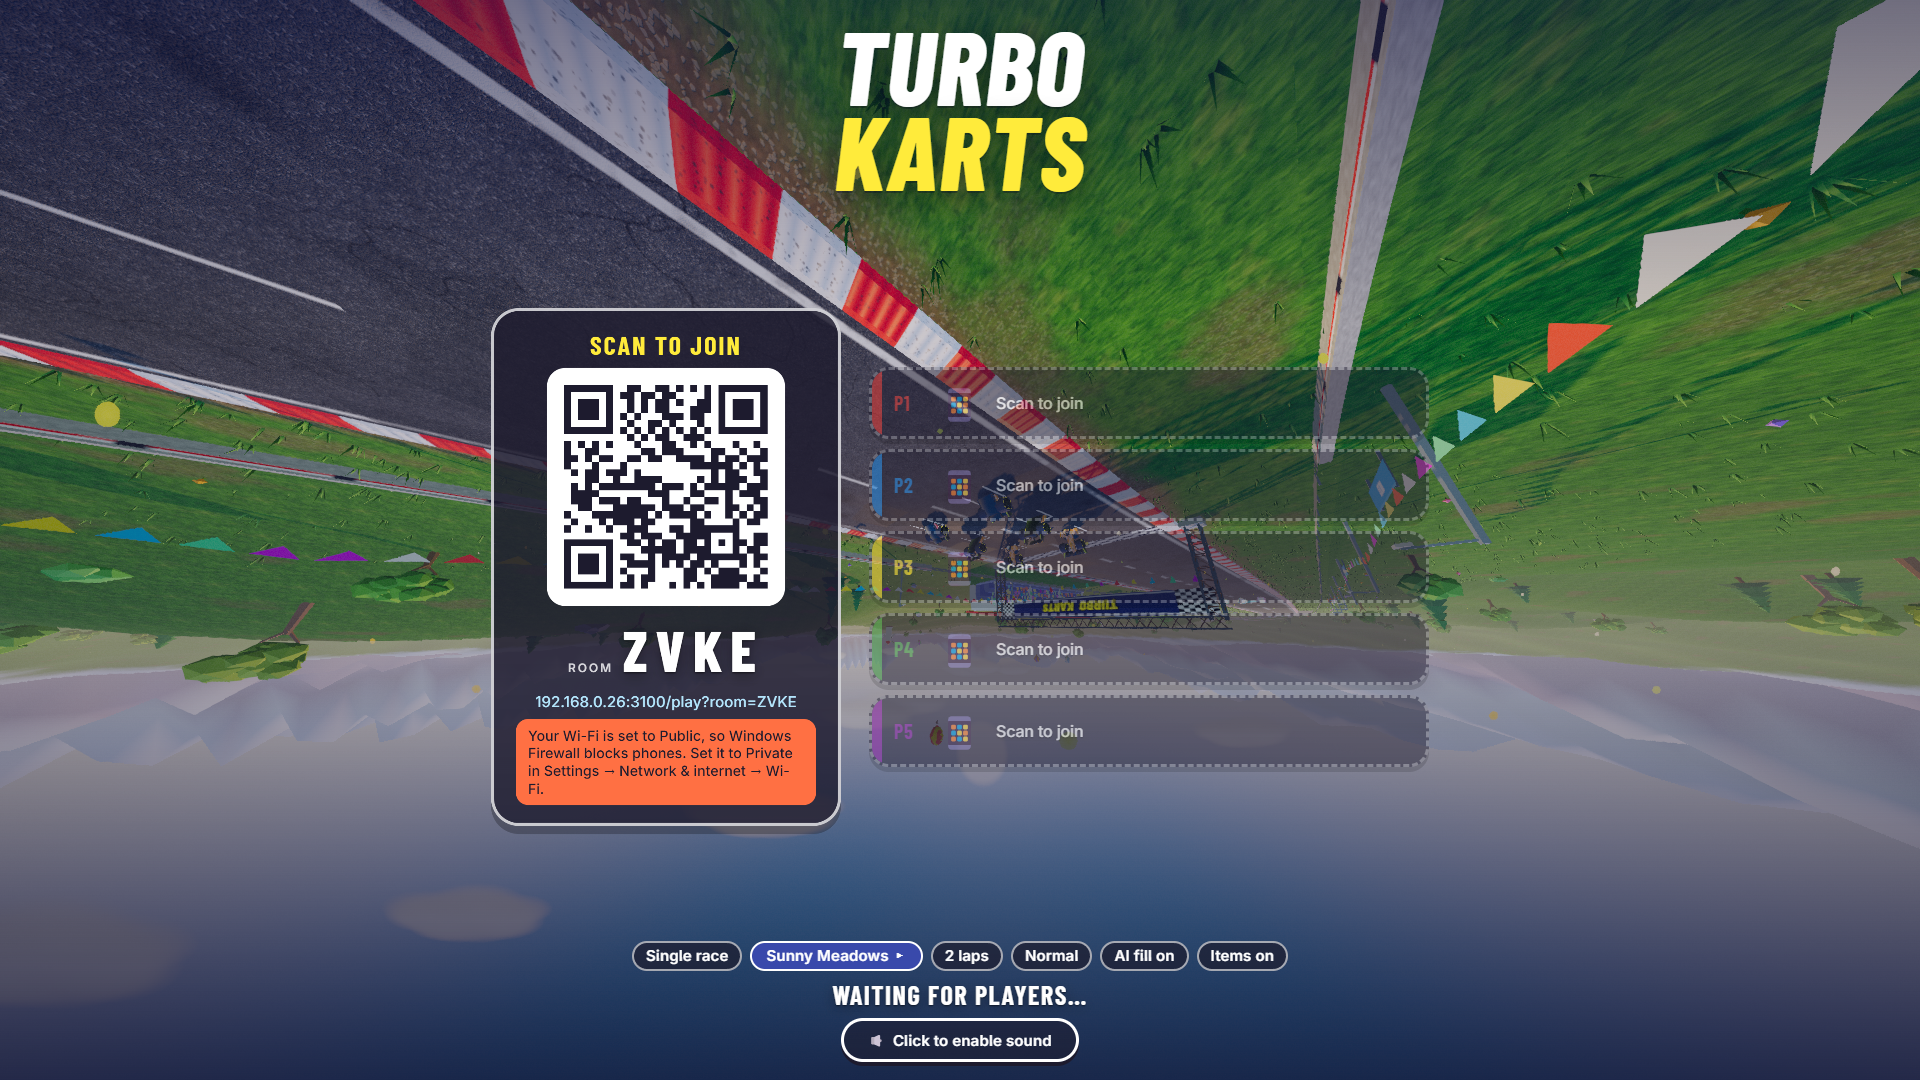 TURBO
KARTS
SCAN TO JOIN
ROOM ZVKE
192.168.0.26:3100/play?room=ZVKE
Your Wi-Fi is set to Public, so Windows
Firewall blocks phones. Set it to Private
in Settings → Network & internet → Wi-
Fi.
P1 Scan to join
P2 Scan to join
P3 Scan to join
TURBO KARTS
P4 Scan to join
P5 Scan to join
Single race
Sunny Meadows ▸
2 laps
Normal
AI fill on
Items on
WAITING FOR PLAYERS...
Click to enable sound